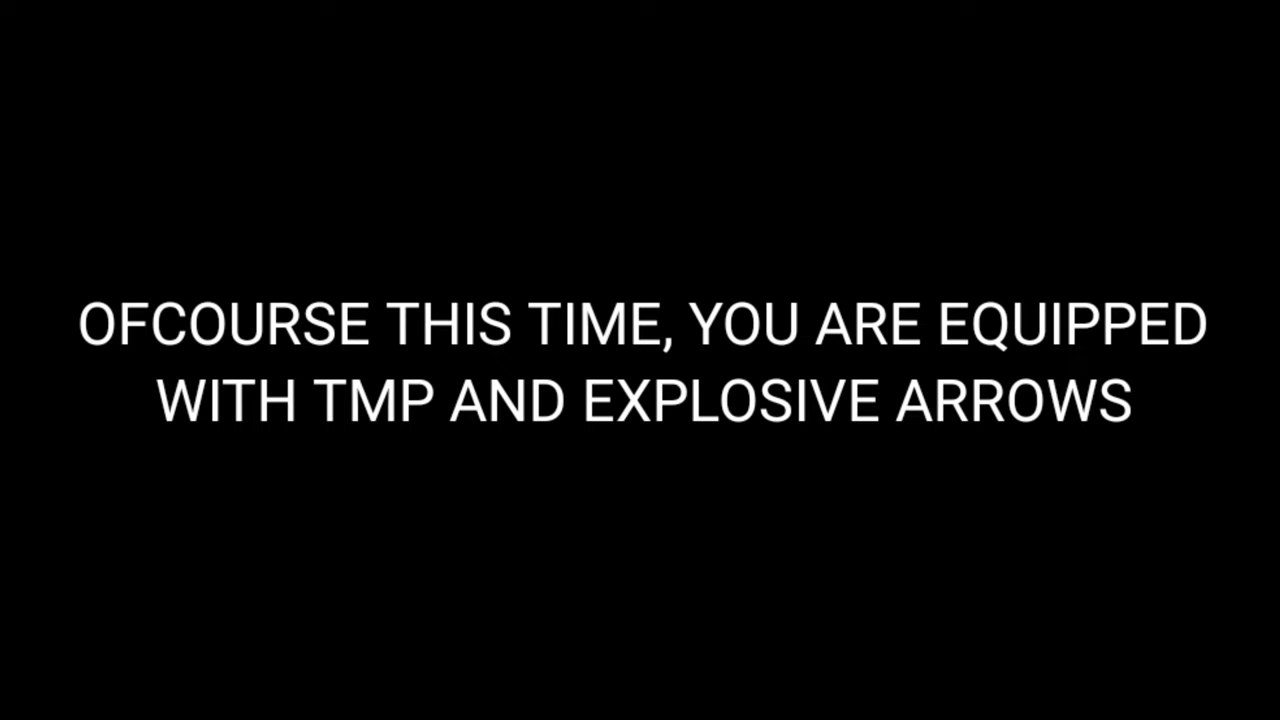 OFCOURSE THIS TIME, YOU ARE EQUIPPED
WITH TMP AND EXPLOSIVE ARROWS